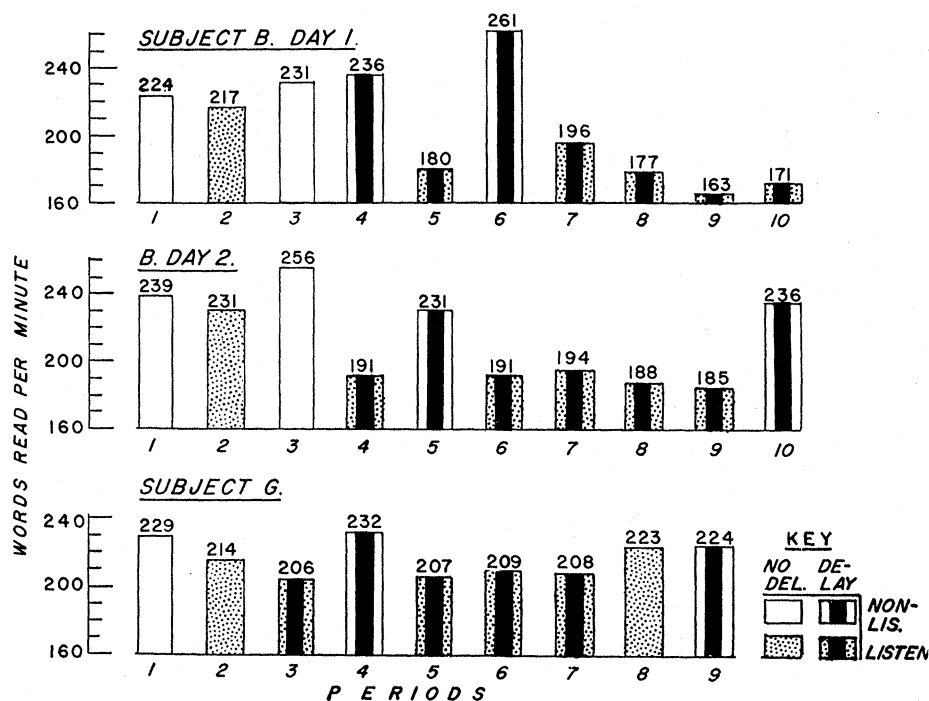 SUBJECT B. DAY 1.
240
200
160
224 217 231 236 180 261 196 177 163 171
1 2 3 4 5 6 7 8 9 10
B. DAY 2.
240
200
160
239 231 256 191 231 191 194 188 185 236
1 2 3 4 5 6 7 8 9 10
SUBJECT G.
240
200
160
229 214 206 232 207 209 208 223 224
1 2 3 4 5 6 7 8 9
PERIODS
WORDS READ PER MINUTE
KEY
NO DE-
DEL. LAY
NON-
LIS.
LISTEN